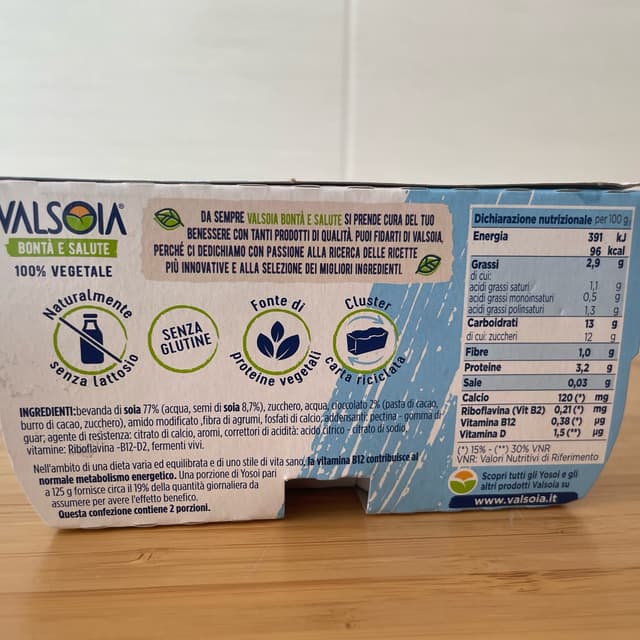 VALSOIA®
BONTÀ E SALUTE
100% VEGETALE
DA SEMPRE VALSOIA BONTÀ E SALUTE SI PRENDE CURA DEL TUO
BENESSERE CON TANTI PRODOTTI DI QUALITÀ. PUOI FIDARTI DI VALSOIA,
PERCHÉ CI DEDICHIAMO CON PASSIONE ALLA RICERCA DELLE RICETTE
PIÙ INNOVATIVE E ALLA SELEZIONE DEI MIGLIORI INGREDIENTI.
Naturalmente
senza lattosio
SENZA
GLUTINE
Fonte di
proteine vegetali
Cluster
carta riciclata
INGREDIENTI: bevanda di soia 77% (acqua, semi di soia 8,7%), zucchero, acqua, cioccolato 2% (pasta di cacao,
burro di cacao, zucchero), amido modificato ,fibra di agrumi, fosfati di calcio, addensanti: pectina - gomma di
guar; agente di resistenza: citrato di calcio, aromi, correttori di acidità: acido citrico - citrato di sodio,
vitamine: Riboflavina -B12-D2, fermenti vivi.
Nell'ambito di una dieta varia ed equilibrata e di uno stile di vita sano, la vitamina B12 contribuisce al
normale metabolismo energetico. Una porzione di Yosoi pari
a 125 g fornisce circa il 19% della quantità giornaliera da
assumere per avere l'effetto benefico.
Questa confezione contiene 2 porzioni.
Dichiarazione nutrizionale per 100 g
Energia 391 kJ
96 kcal
Grassi 2,9 g
di cui:
acidi grassi saturi 1,1 g
acidi grassi monoinsaturi 0,5 g
acidi grassi polinsaturi 1,3 g
Carboidrati 13 g
di cui: zuccheri 12 g
Fibre 1,0 g
Proteine 3,2 g
Sale 0,03 g
Calcio 120 (*) mg
Riboflavina (Vit B2) 0,21 (*) mg
Vitamina B12 0,38 (*) µg
Vitamina D 1,5 (**) µg
(*) 15% - (**) 30% VNR
VNR: Valori Nutritivi di Riferimento
Scopri tutti gli Yosoi e gli
altri prodotti Valsoia su
www.valsoia.it